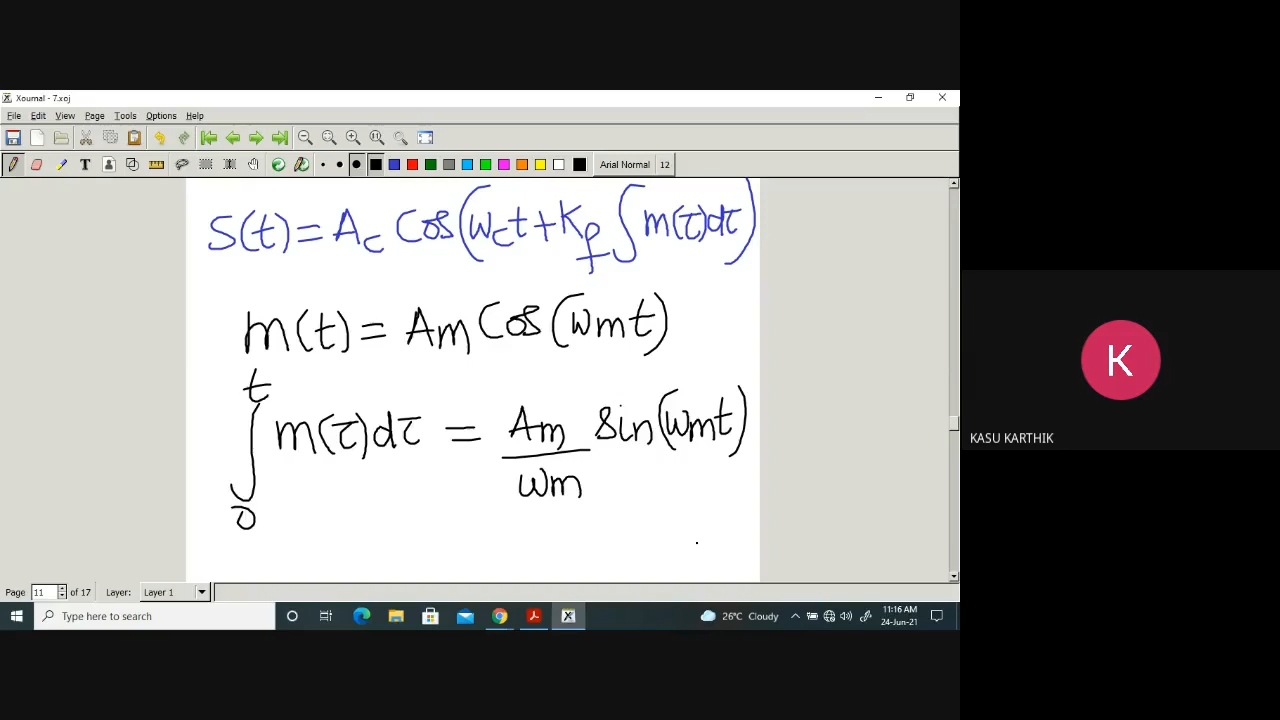 Xournal - 7.xoj
File Edit View Page Tools Options Help
T Arial Normal 12
S(t) = Ac Cos(ωct + Kf ∫ m(τ)dτ)
m(t) = Am Cos(ωmt)
t
∫ m(τ)dτ = Am/ωm sin(ωmt)
0
Page 11 of 17 Layer: Layer 1
Type here to search
26°C Cloudy
11:16 AM
24-Jun-21
K
KASU KARTHIK